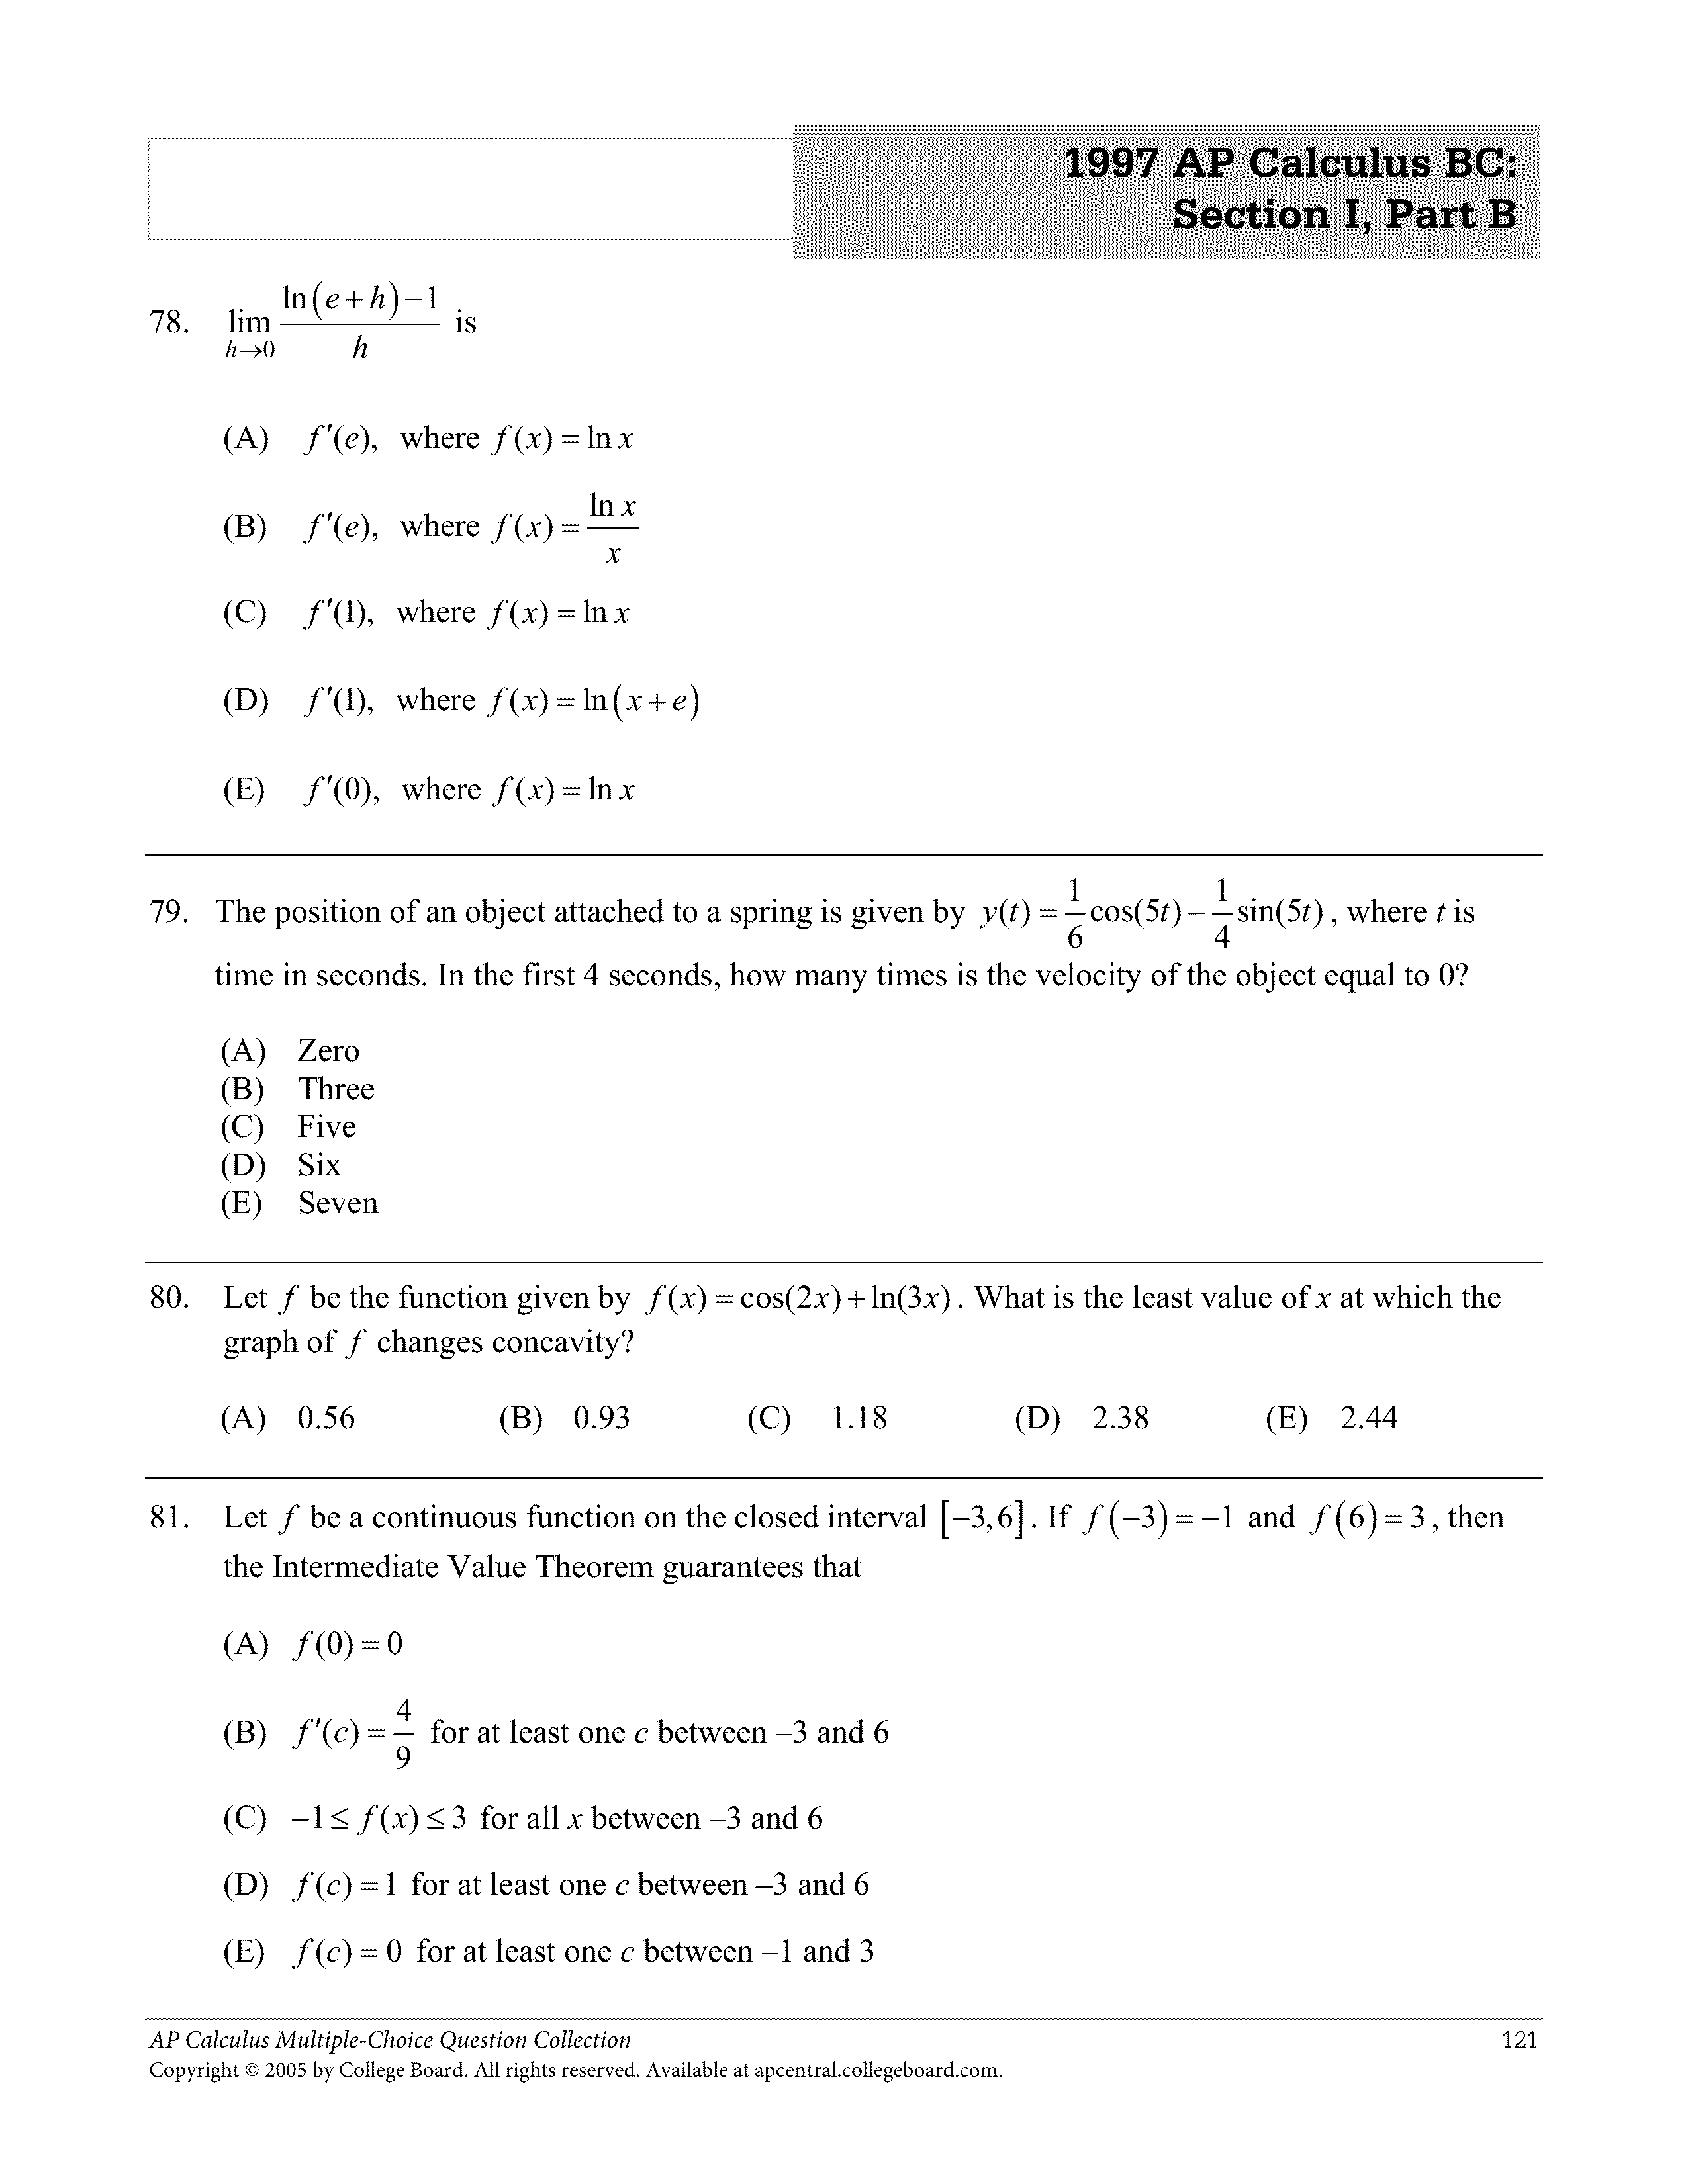 1997 AP Calculus BC:
Section I, Part B
78. lim h→0 (ln(e+h)−1)/h is
(A) f′(e), where f(x) = ln x
(B) f′(e), where f(x) = ln x / x
(C) f′(1), where f(x) = ln x
(D) f′(1), where f(x) = ln(x+e)
(E) f′(0), where f(x) = ln x
79. The position of an object attached to a spring is given by y(t) = 1/6 cos(5t) − 1/4 sin(5t), where t is
time in seconds. In the first 4 seconds, how many times is the velocity of the object equal to 0?
(A) Zero
(B) Three
(C) Five
(D) Six
(E) Seven
80. Let f be the function given by f(x) = cos(2x) + ln(3x). What is the least value of x at which the
graph of f changes concavity?
(A) 0.56 (B) 0.93 (C) 1.18 (D) 2.38 (E) 2.44
81. Let f be a continuous function on the closed interval [−3,6]. If f(−3) = −1 and f(6) = 3, then
the Intermediate Value Theorem guarantees that
(A) f(0) = 0
(B) f′(c) = 4/9 for at least one c between −3 and 6
(C) −1 ≤ f(x) ≤ 3 for all x between −3 and 6
(D) f(c) = 1 for at least one c between −3 and 6
(E) f(c) = 0 for at least one c between −1 and 3
AP Calculus Multiple-Choice Question Collection 121
Copyright © 2005 by College Board. All rights reserved. Available at apcentral.collegeboard.com.